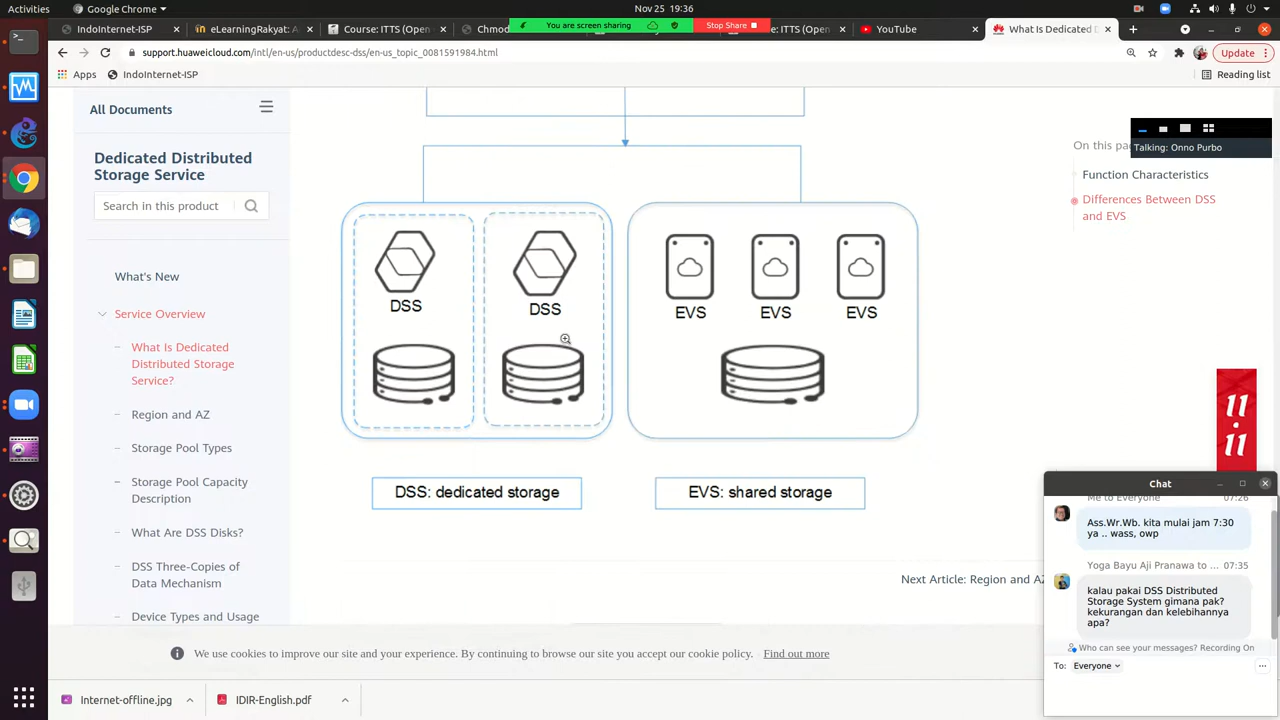 Activities
Google Chrome
Nov 25 19:36
IndoInternet-ISP
eLearningRakyat: A
Course: ITTS (Open
Chmod
You are screen sharing
Stop Share
: ITTS (Open
YouTube
What Is Dedicated D
support.huaweicloud.com/intl/en-us/productdesc-dss/en-us_topic_0081591984.html
Update
Apps
IndoInternet-ISP
Reading list
All Documents
Dedicated Distributed
Storage Service
Search in this product
What's New
Service Overview
What Is Dedicated
Distributed Storage
Service?
Region and AZ
Storage Pool Types
Storage Pool Capacity
Description
What Are DSS Disks?
DSS Three-Copies of
Data Mechanism
Device Types and Usage
DSS
DSS
EVS
EVS
EVS
DSS: dedicated storage
EVS: shared storage
Next Article: Region and AZ
On this pa
Talking: Onno Purbo
Function Characteristics
Differences Between DSS
and EVS
11
.
11
Chat
Me to Everyone 07:26
Ass.Wr.Wb. kita mulai jam 7:30
ya .. wass, owp
Yoga Bayu Aji Pranawa to ... 07:35
kalau pakai DSS Distributed
Storage System gimana pak?
kekurangan dan kelebihannya
apa?
Who can see your messages? Recording On
To: Everyone
We use cookies to improve our site and your experience. By continuing to browse our site you accept our cookie policy. Find out more
Internet-offline.jpg
IDIR-English.pdf